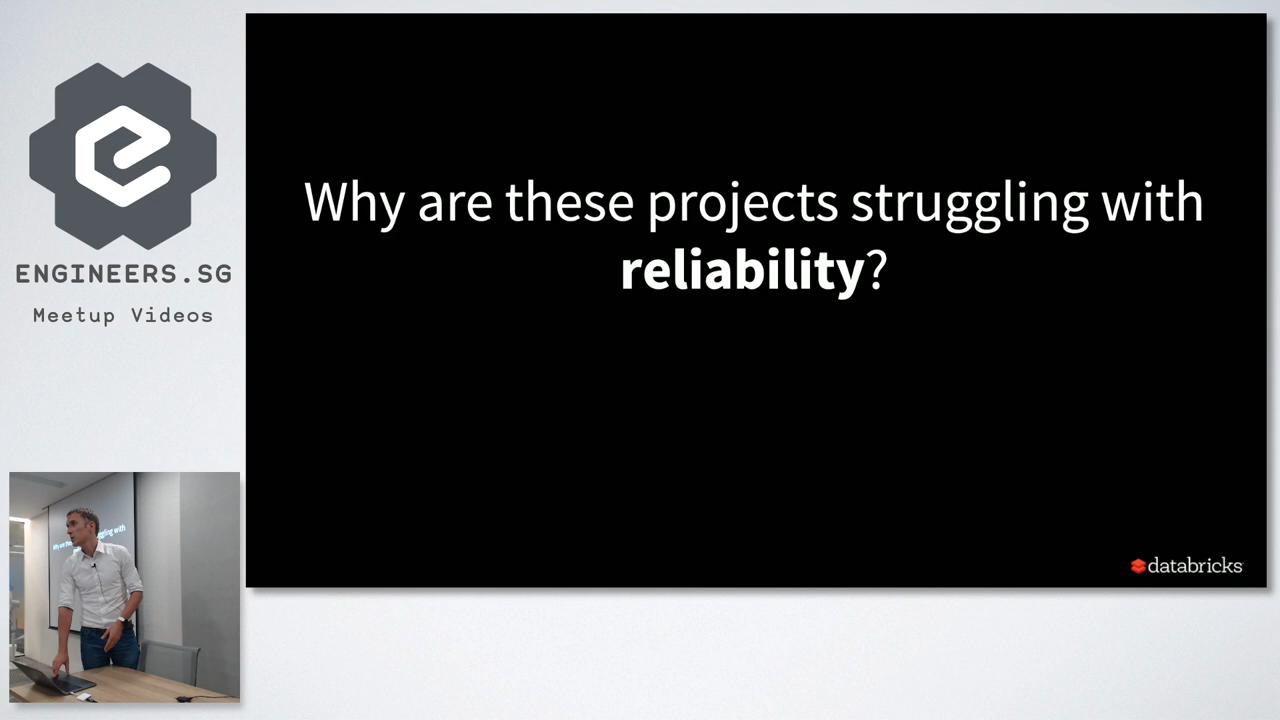 ENGINEERS.SG
Meetup Videos
Why are these projects struggling with
reliability?
databricks